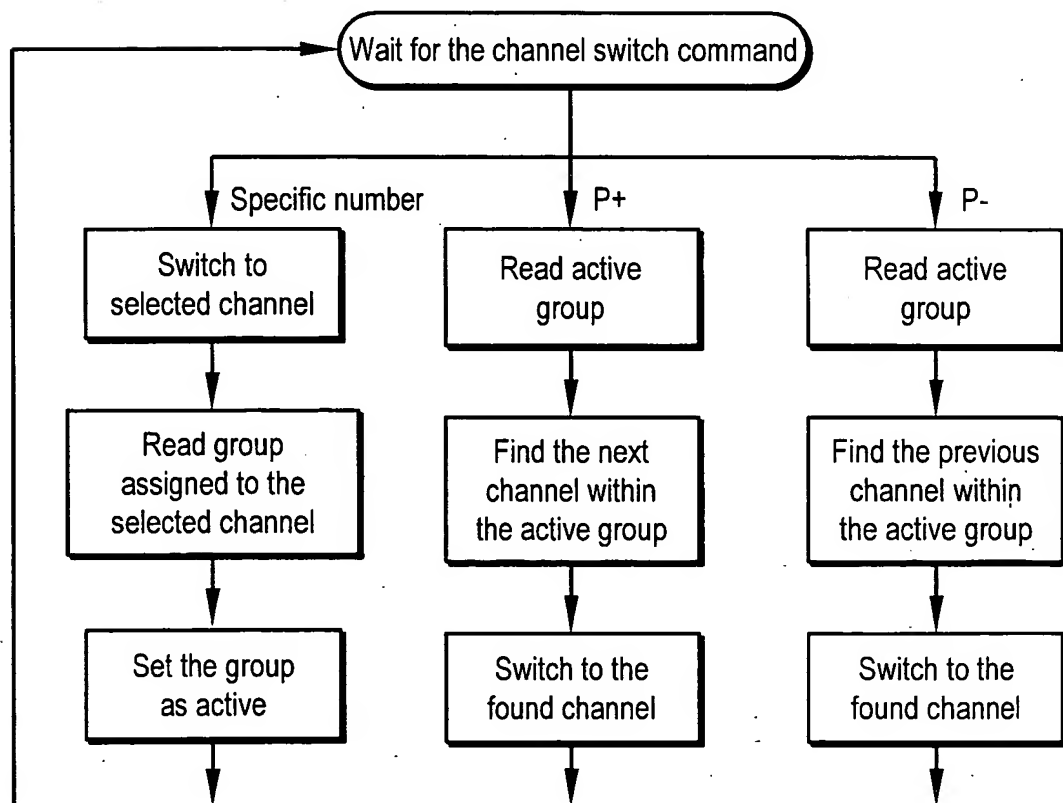 Wait for the channel switch command
Specific number
P+
P-
Switch to
selected channel
Read active
group
Read active
group
Read group
assigned to the
selected channel
Find the next
channel within
the active group
Find the previous
channel within
the active group
Set the group
as active
Switch to the
found channel
Switch to the
found channel